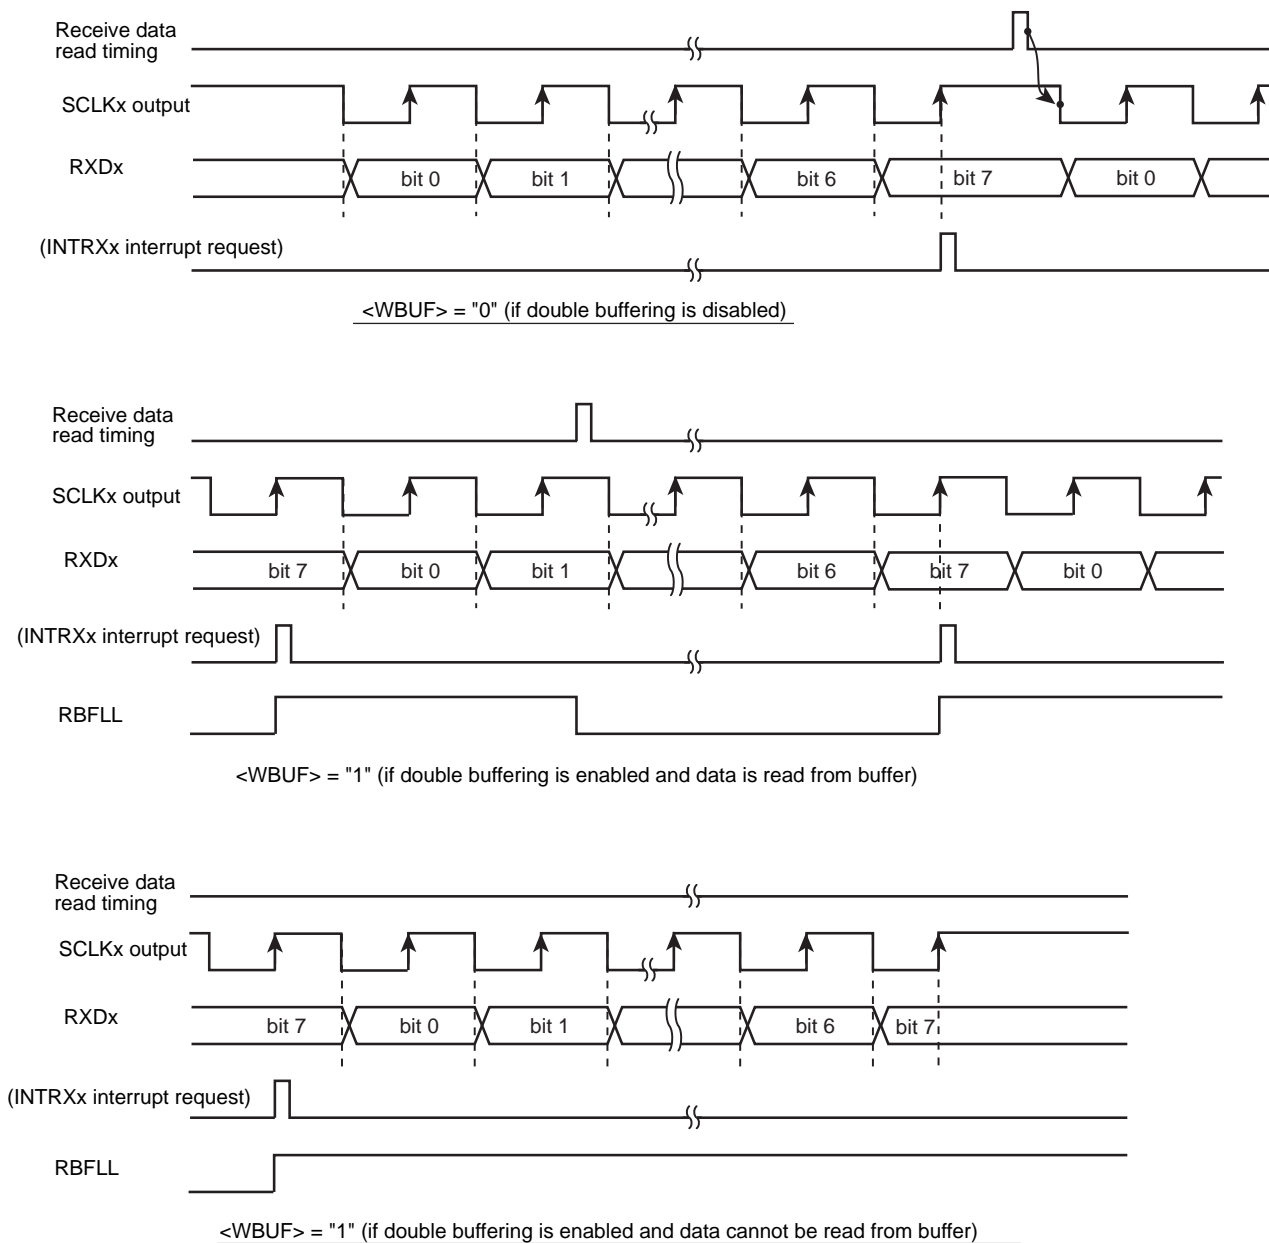 Receive data
read timing
SCLKx output
RXDx
bit 0 bit 1 bit 6 bit 7 bit 0
(INTRXx interrupt request)
<WBUF> = "0" (if double buffering is disabled)
Receive data
read timing
SCLKx output
RXDx
bit 7 bit 0 bit 1 bit 6 bit 7 bit 0
(INTRXx interrupt request)
RBFLL
<WBUF> = "1" (if double buffering is enabled and data is read from buffer)
Receive data
read timing
SCLKx output
RXDx
bit 7 bit 0 bit 1 bit 6 bit 7
(INTRXx interrupt request)
RBFLL
<WBUF> = "1" (if double buffering is enabled and data cannot be read from buffer)